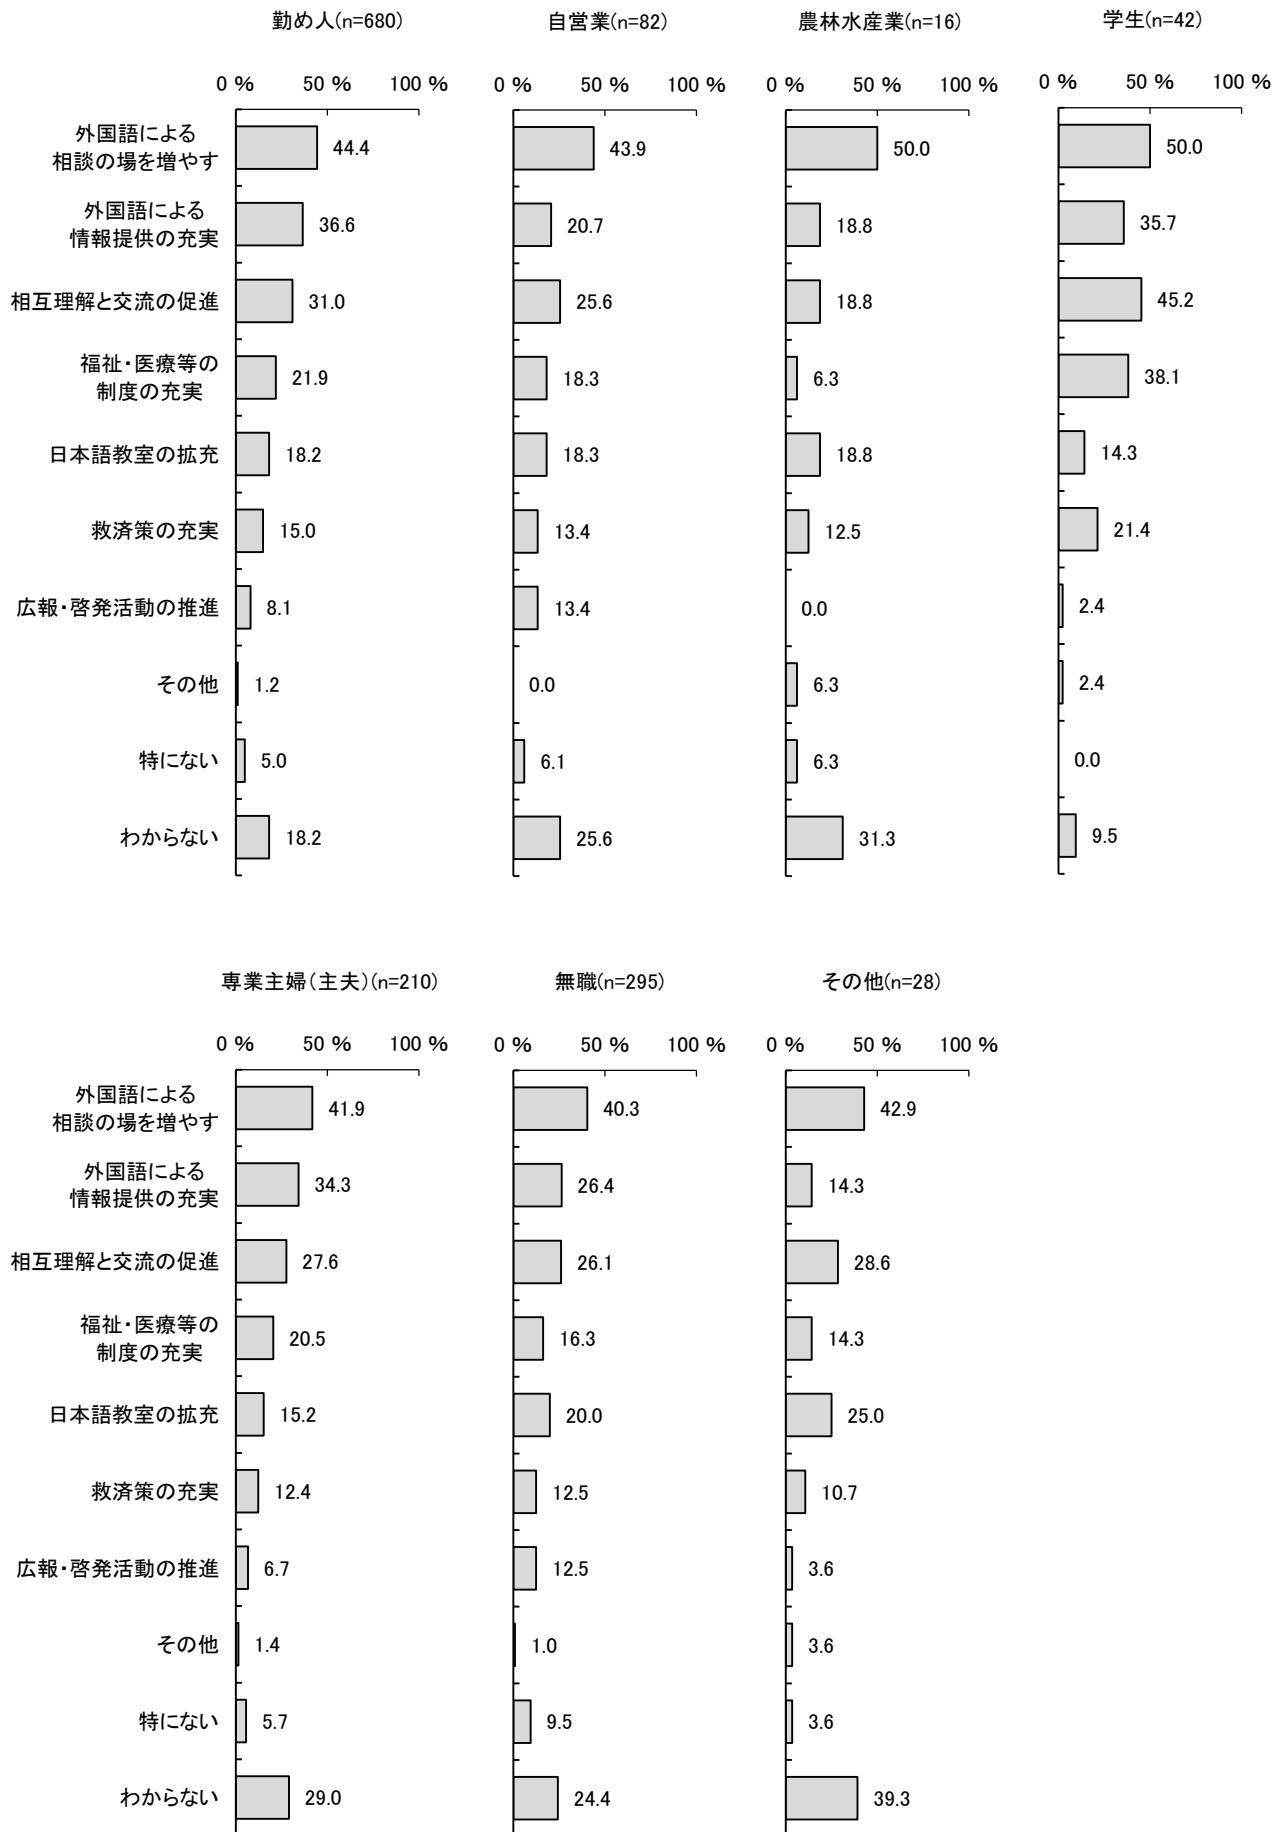 勤め人(n=680)
自営業(n=82)
農林水産業(n=16)
学生(n=42)
0 % 50 % 100 %
0 % 50 % 100 %
0 % 50 % 100 %
0 % 50 % 100 %
外国語による
相談の場を増やす
44.4 43.9 50.0 50.0
外国語による
情報提供の充実
36.6 20.7 18.8 35.7
相互理解と交流の促進 31.0 25.6 18.8 45.2
福祉・医療等の
制度の充実
21.9 18.3 6.3 38.1
日本語教室の拡充 18.2 18.3 18.8 14.3
救済策の充実 15.0 13.4 12.5 21.4
広報・啓発活動の推進 8.1 13.4 0.0 2.4
その他 1.2 0.0 6.3 2.4
特にない 5.0 6.1 6.3 0.0
わからない 18.2 25.6 31.3 9.5
専業主婦(主夫)(n=210)
無職(n=295)
その他(n=28)
0 % 50 % 100 %
0 % 50 % 100 %
0 % 50 % 100 %
外国語による
相談の場を増やす
41.9 40.3 42.9
外国語による
情報提供の充実
34.3 26.4 14.3
相互理解と交流の促進 27.6 26.1 28.6
福祉・医療等の
制度の充実
20.5 16.3 14.3
日本語教室の拡充 15.2 20.0 25.0
救済策の充実 12.4 12.5 10.7
広報・啓発活動の推進 6.7 12.5 3.6
その他 1.4 1.0 3.6
特にない 5.7 9.5 3.6
わからない 29.0 24.4 39.3